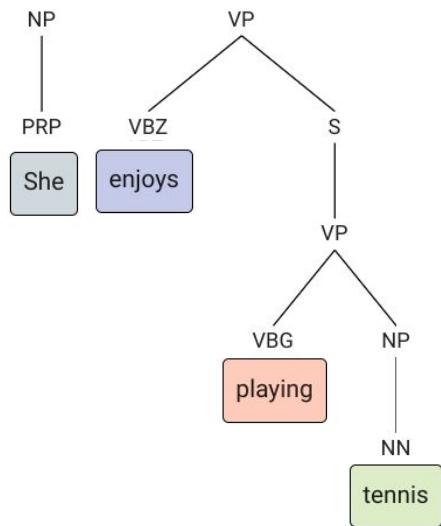 NP VP
PRP VBZ S
She enjoys
VP
VBG NP
playing
NN
tennis